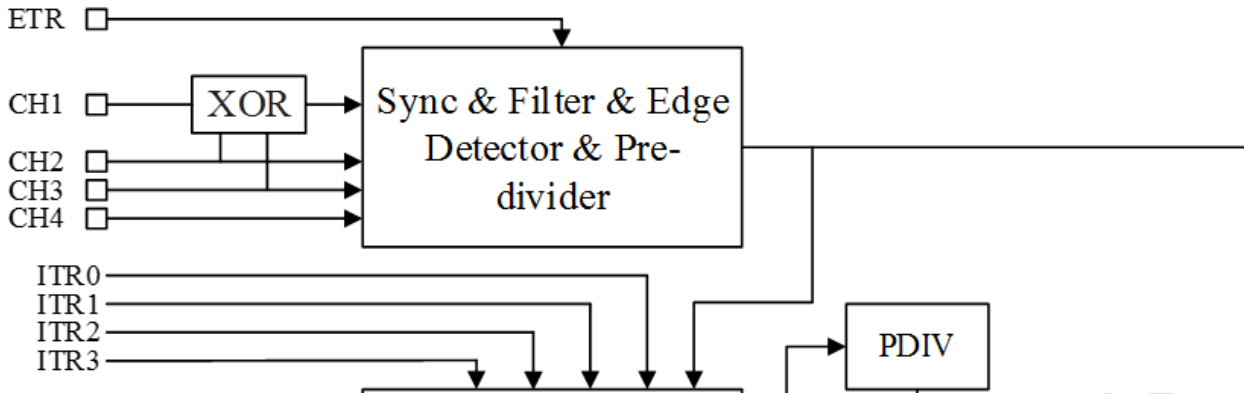 ETR
CH1
XOR
Sync & Filter & Edge
Detector & Pre-
divider
CH2
CH3
CH4
ITR0
ITR1
ITR2
ITR3
PDIV